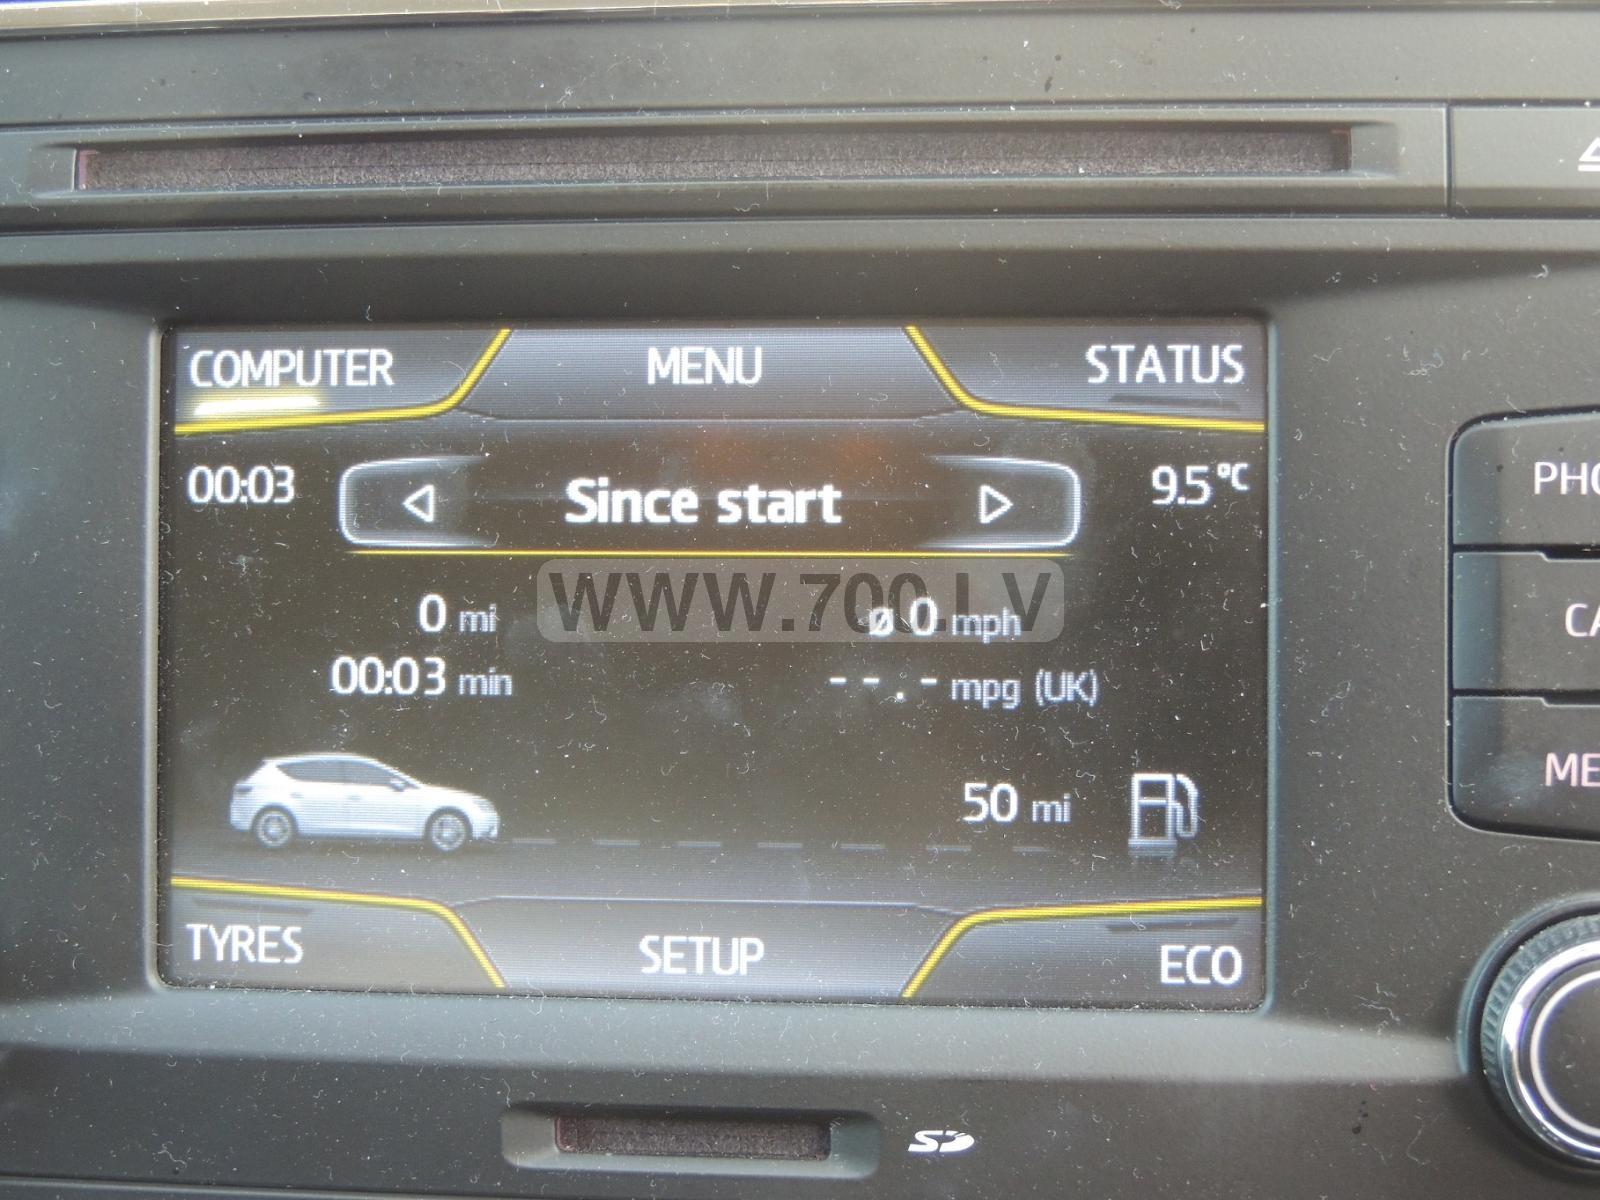 COMPUTER MENU STATUS
00:03 Since start 9.5°C
WWW.700.LV
0 mi ø 0 mph
00:03 min --.- mpg (UK)
50 mi
TYRES SETUP ECO
PHO
CA
ME
SD